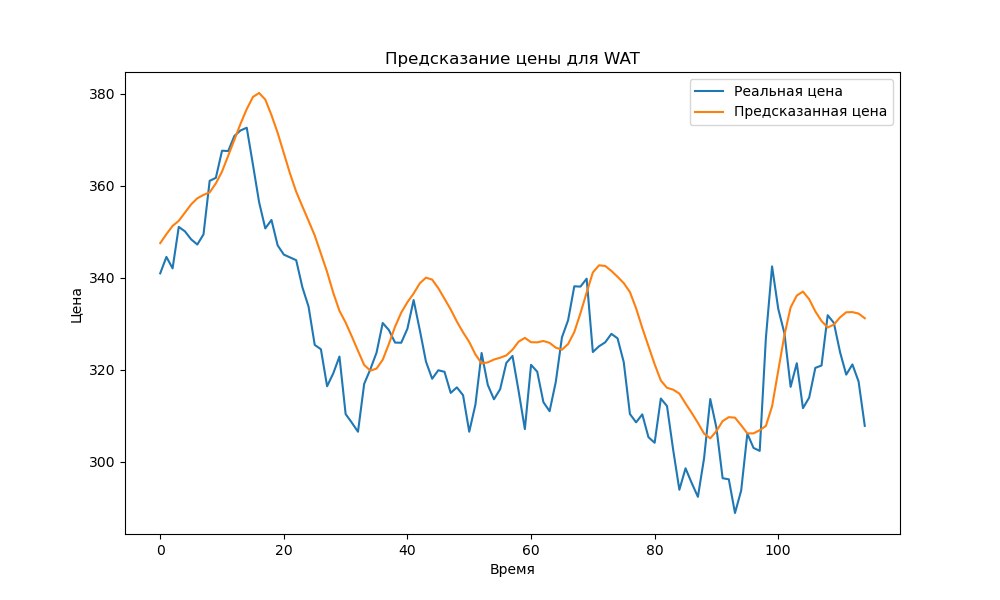 Предсказание цены для WAT
Реальная цена
Предсказанная цена
Цена
380
360
340
320
300
0 20 40 60 80 100
Время